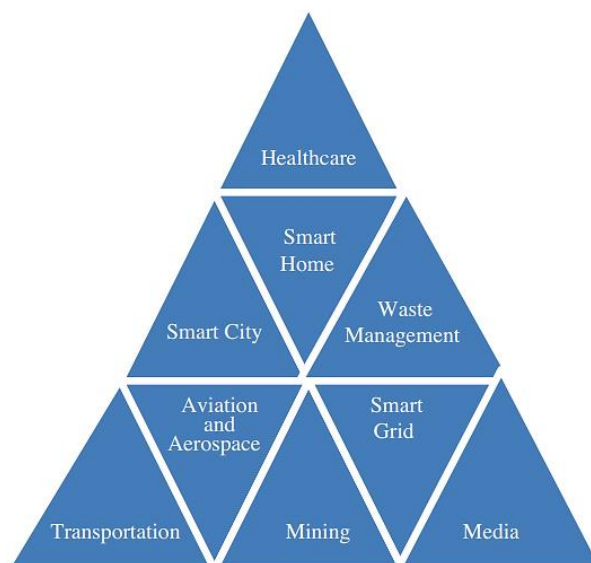 Healthcare
Smart
Home
Smart City
Waste
Management
Aviation
and
Aerospace
Smart
Grid
Transportation
Mining
Media